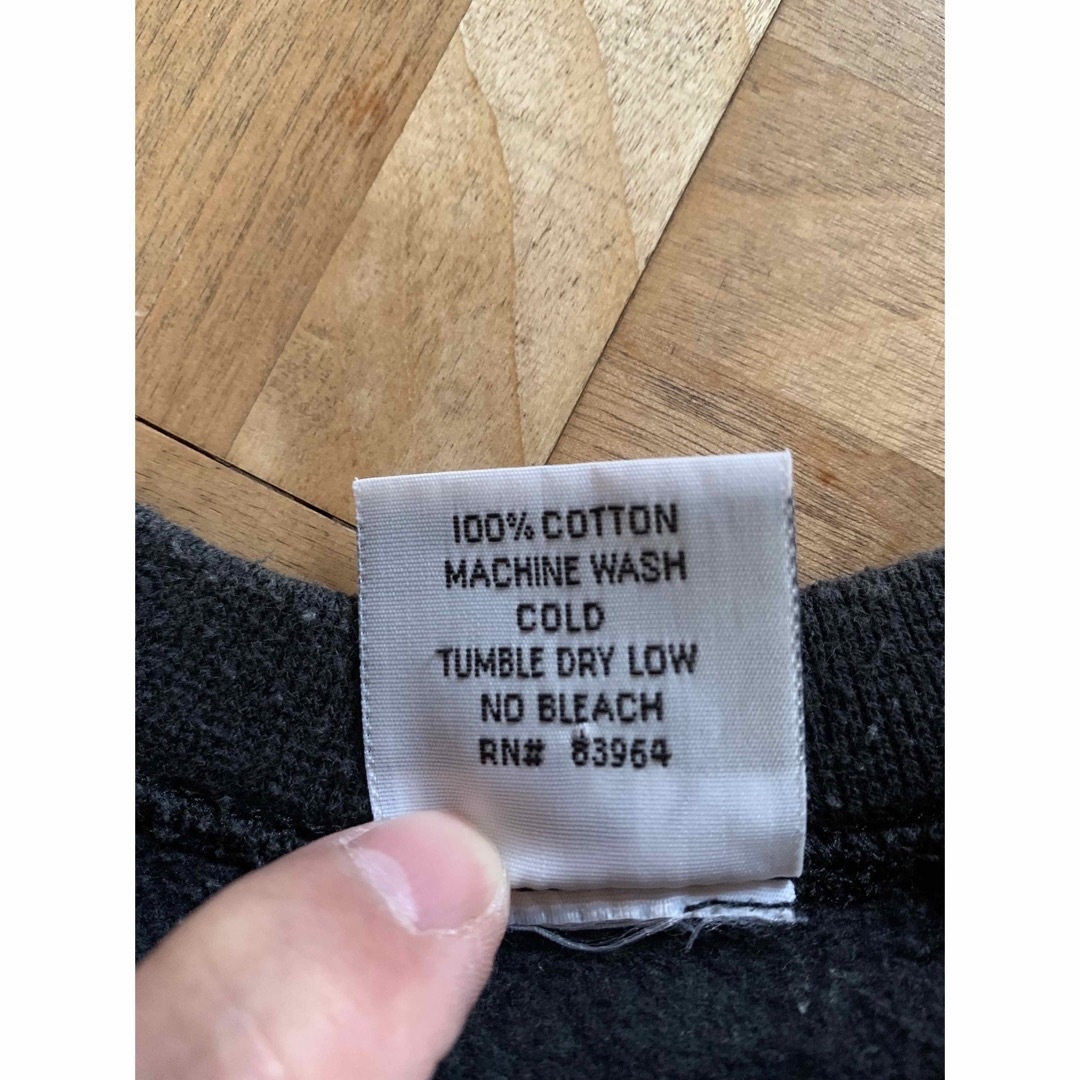 100% COTTON
MACHINE WASH
COLD
TUMBLE DRY LOW
NO BLEACH
RN# 83964